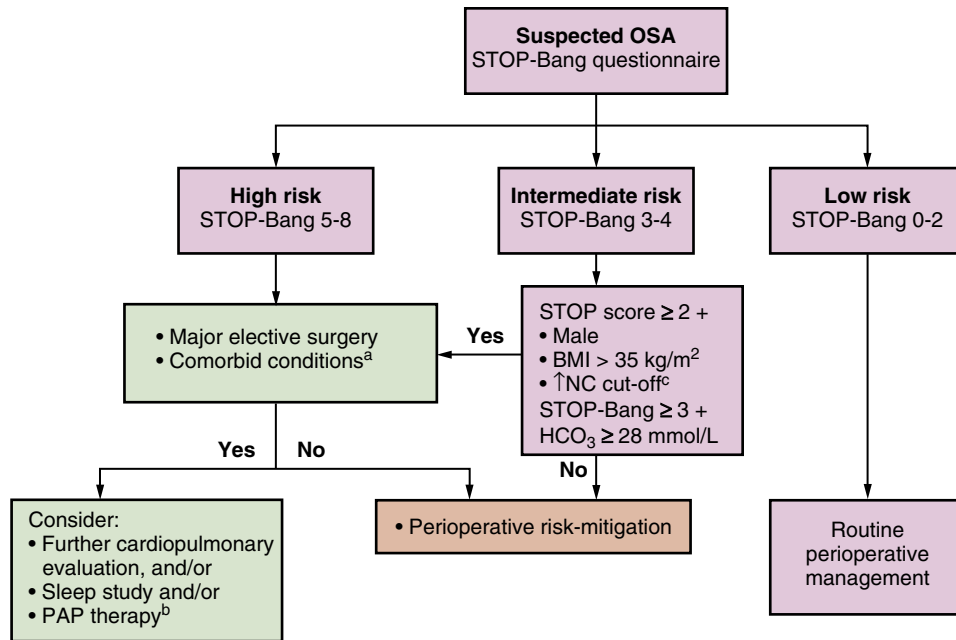 Suspected OSA
STOP-Bang questionnaire
High risk
STOP-Bang 5-8
Intermediate risk
STOP-Bang 3-4
Low risk
STOP-Bang 0-2
• Major elective surgery
• Comorbid conditionsᵃ
Yes
STOP score ≥ 2 +
• Male
• BMI > 35 kg/m²
• ↑NC cut-offᶜ
STOP-Bang ≥ 3 +
HCO₃ ≥ 28 mmol/L
Yes
No
No
Consider:
• Further cardiopulmonary
evaluation, and/or
• Sleep study and/or
• PAP therapyᵇ
• Perioperative risk-mitigation
Routine
perioperative
management